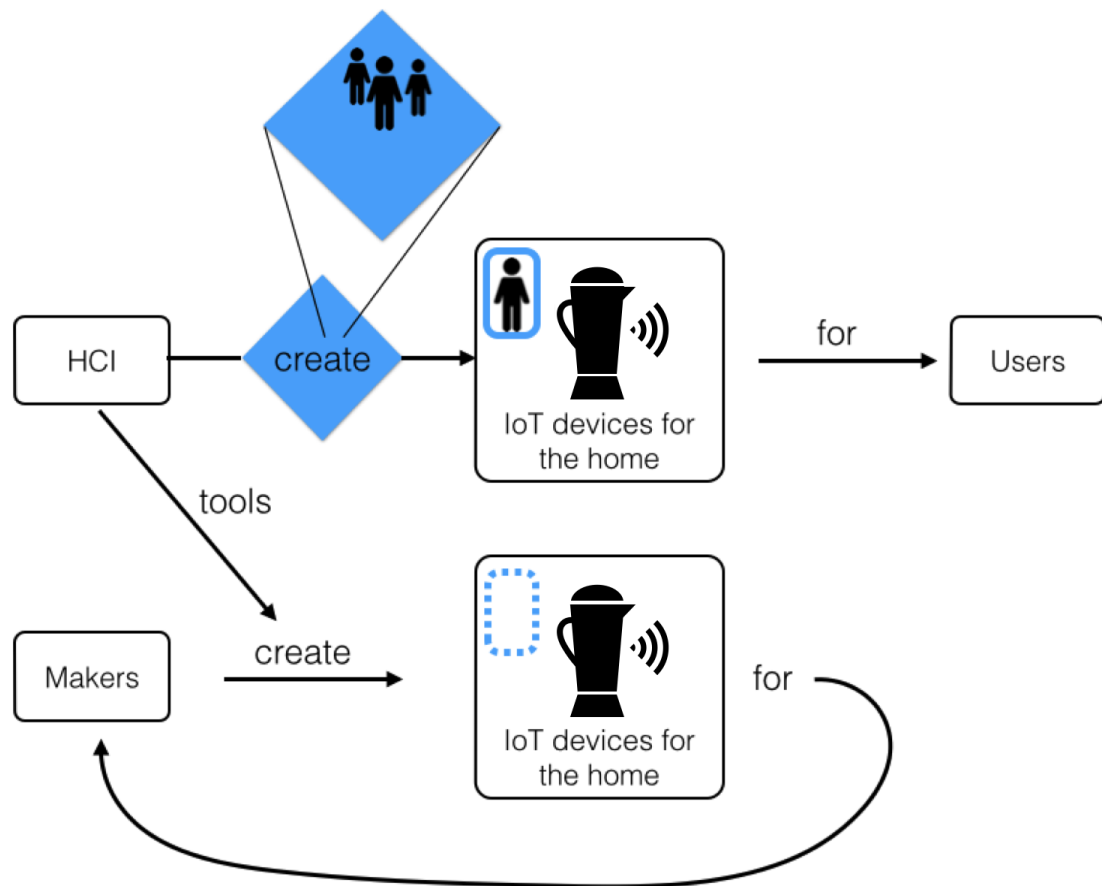 HCI
create
IoT devices for
the home
for
Users
tools
Makers
create
IoT devices for
the home
for